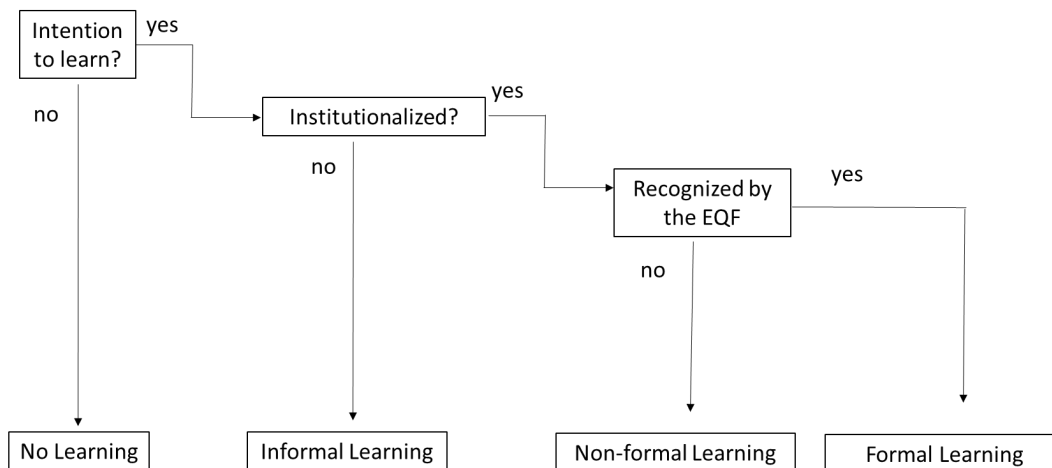 Intention
to learn?
yes
no
Institutionalized?
yes
no
Recognized by
the EQF
yes
no
No Learning
Informal Learning
Non-formal Learning
Formal Learning